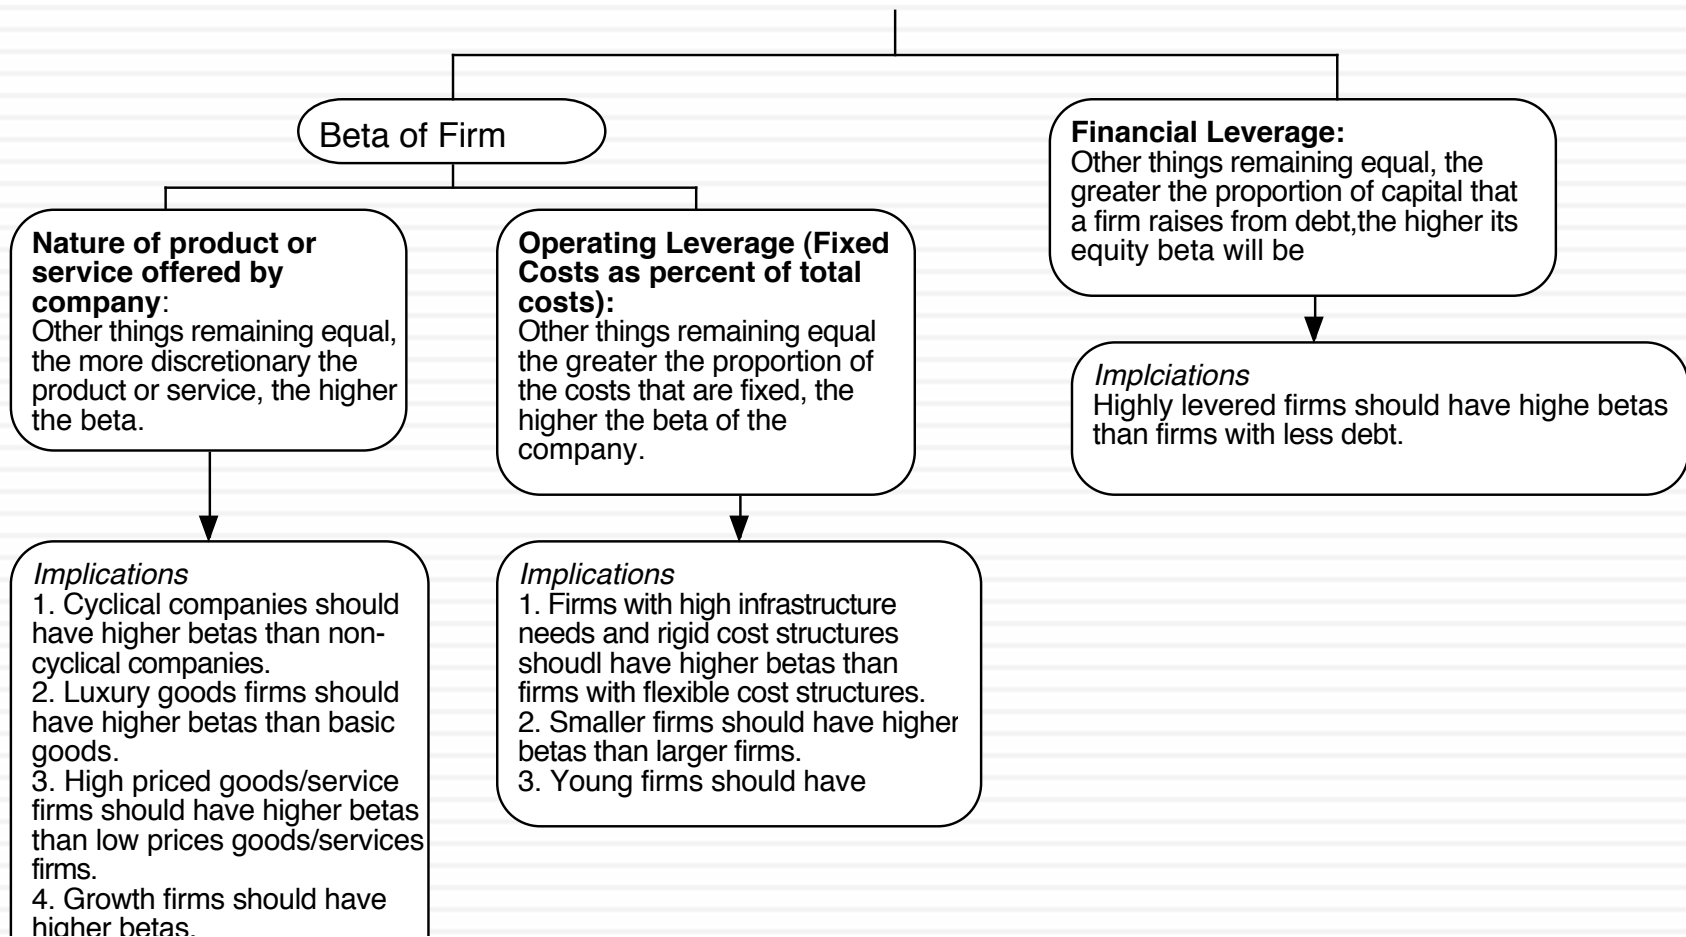 Beta of Firm
Financial Leverage:
Other things remaining equal, the
greater the proportion of capital that
a firm raises from debt,the higher its
equity beta will be
Nature of product or
service offered by
company:
Other things remaining equal,
the more discretionary the
product or service, the higher
the beta.
Operating Leverage (Fixed
Costs as percent of total
costs):
Other things remaining equal
the greater the proportion of
the costs that are fixed, the
higher the beta of the
company.
Implciations
Highly levered firms should have highe betas
than firms with less debt.
Implications
1. Cyclical companies should
have higher betas than non-
cyclical companies.
2. Luxury goods firms should
have higher betas than basic
goods.
3. High priced goods/service
firms should have higher betas
than low prices goods/services
firms.
4. Growth firms should have
higher betas.
Implications
1. Firms with high infrastructure
needs and rigid cost structures
shoudl have higher betas than
firms with flexible cost structures.
2. Smaller firms should have higher
betas than larger firms.
3. Young firms should have